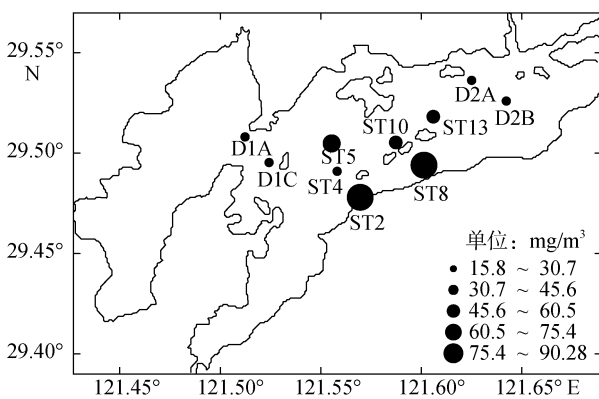 29.55°
N
D2A
D2B
ST10
ST13
D1A
29.50°
ST5
D1C
ST4
ST8
ST2
单位：mg/m³
29.45°
15.8 ~ 30.7
30.7 ~ 45.6
45.6 ~ 60.5
60.5 ~ 75.4
29.40°
75.4 ~ 90.28
121.45° 121.50° 121.55° 121.60° 121.65° E